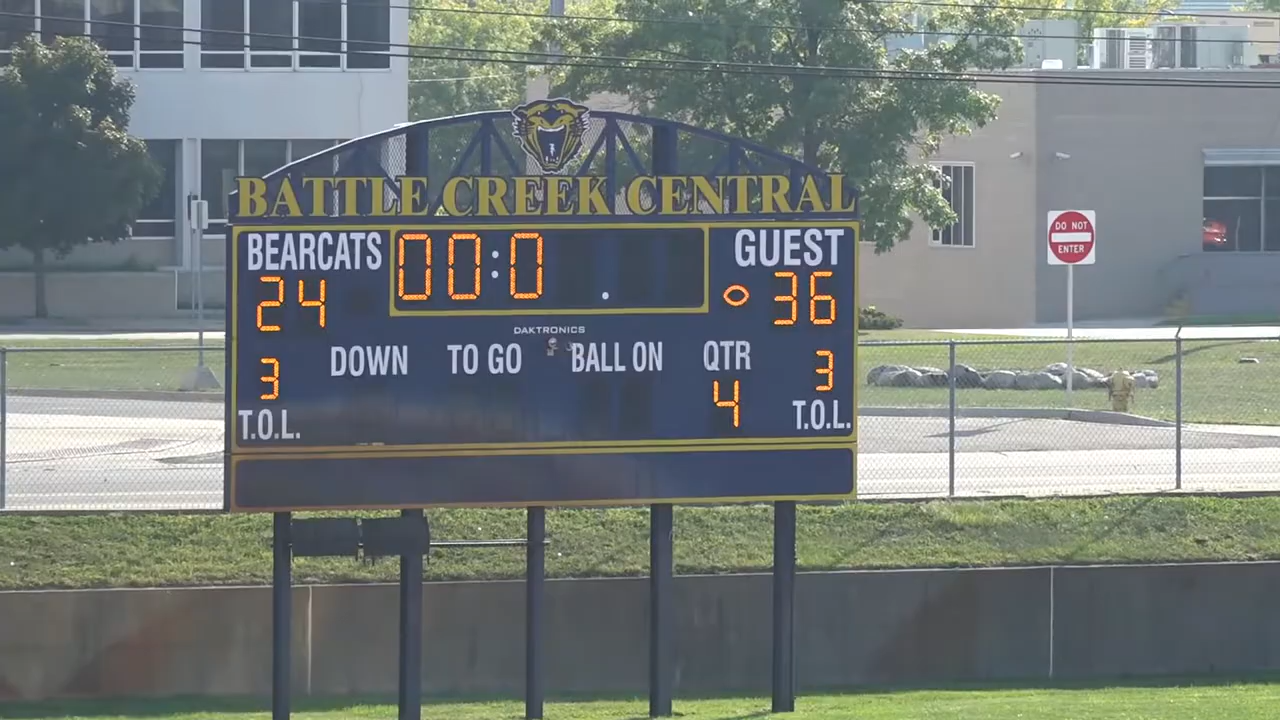 BATTLE CREEK CENTRAL
BEARCATS 00:0 . GUEST
24 36
DAKTRONICS
DOWN TO GO BALL ON QTR
3 4 3
T.O.L. T.O.L.
DO NOT
ENTER